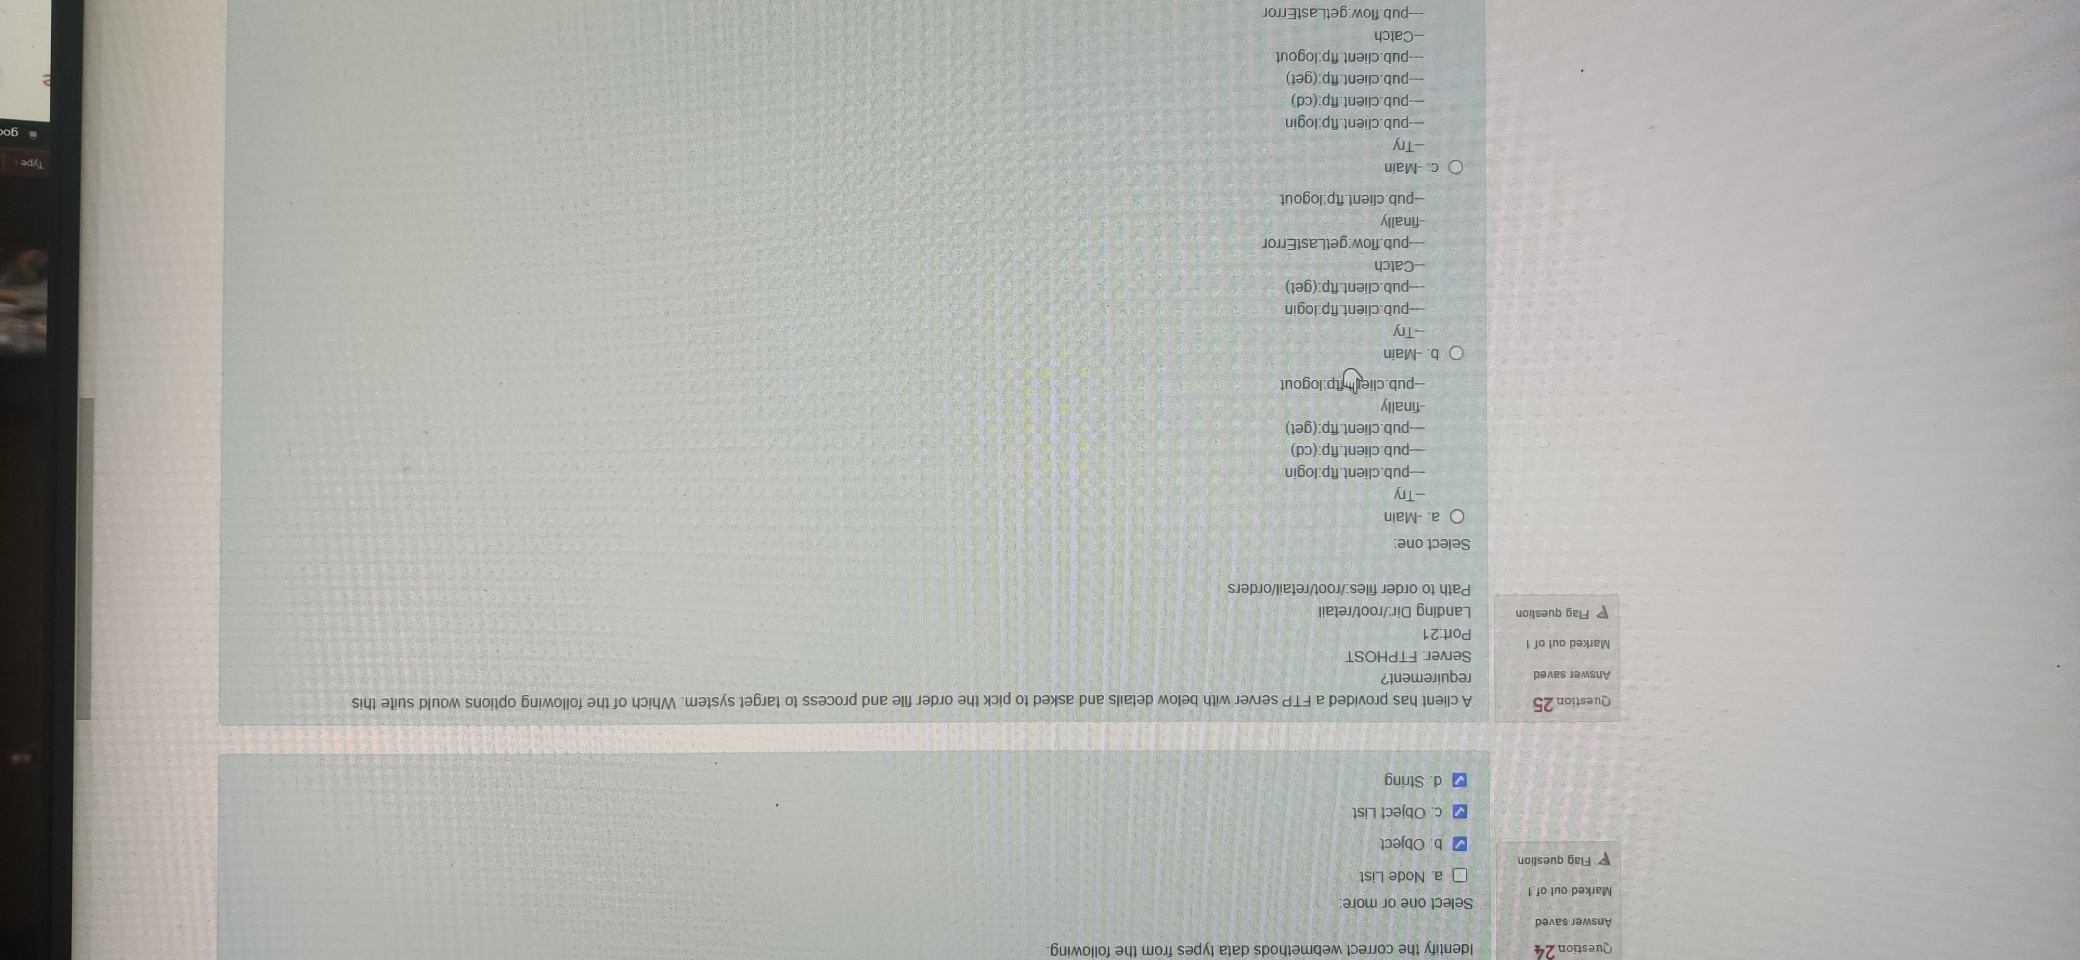 Question 24
Answer saved
Marked out of 1
Flag question
Identify the correct webmethods data types from the following.
Select one or more:
a. Node List
b. Object
c. Object List
d. String
Question 25
Answer saved
Marked out of 1
Flag question
A client has provided a FTP server with below details and asked to pick the order file and process to target system. Which of the following options would suite this
requirement?
Server: FTPHOST
Port:21
Landing Dir:/root/retail
Path to order files:/root/retail/orders
Select one:
a. -Main
--Try
---pub.client.ftp:login
---pub.client.ftp:(cd)
---pub.client.ftp:(get)
-finally
--pub.client.ftp:logout
b. -Main
--Try
---pub.client.ftp:login
---pub.client.ftp:(get)
--Catch
---pub.flow:getLastError
-finally
--pub.client.ftp:logout
c. -Main
--Try
---pub.client.ftp:login
---pub.client.ftp:(cd)
---pub.client.ftp:(get)
---pub.client.ftp:logout
--Catch
---pub.flow:getLastError
Type